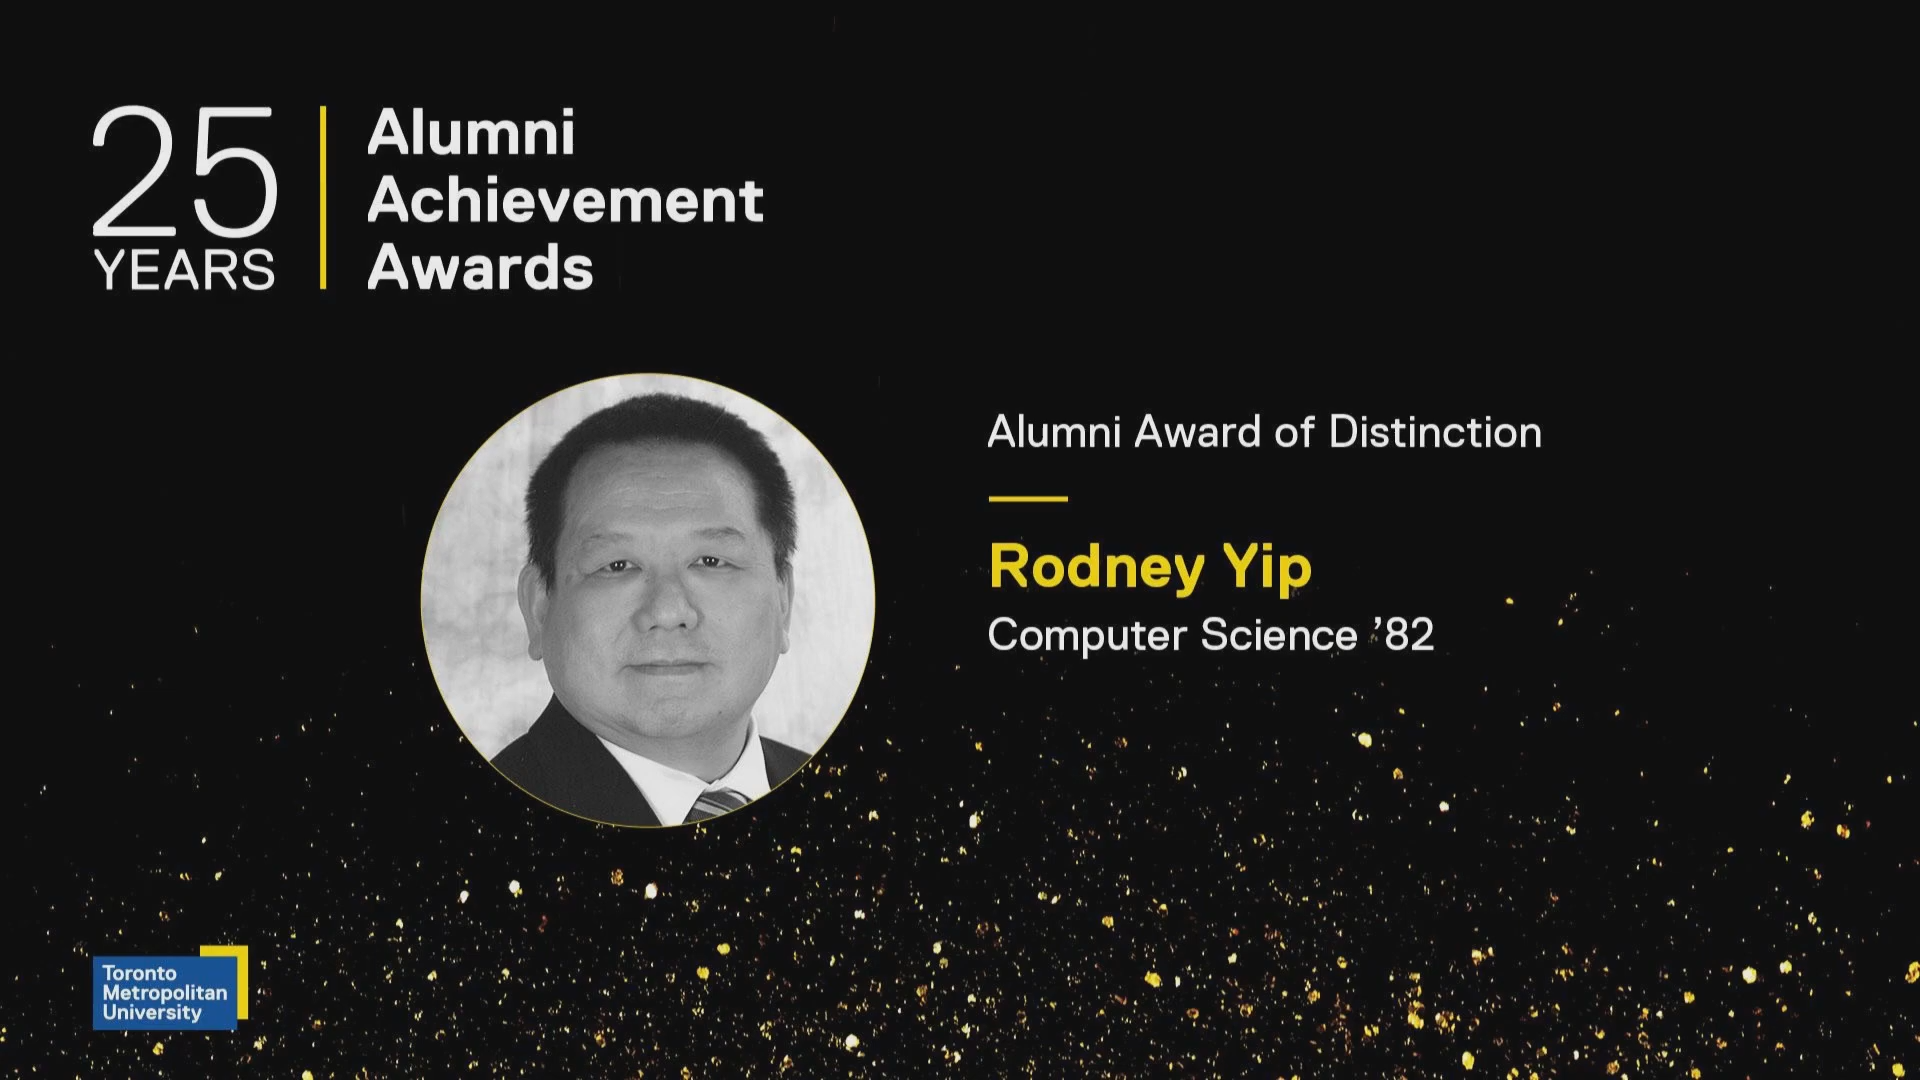 25
YEARS
Alumni
Achievement
Awards
Alumni Award of Distinction
Rodney Yip
Computer Science ’82
Toronto
Metropolitan
University